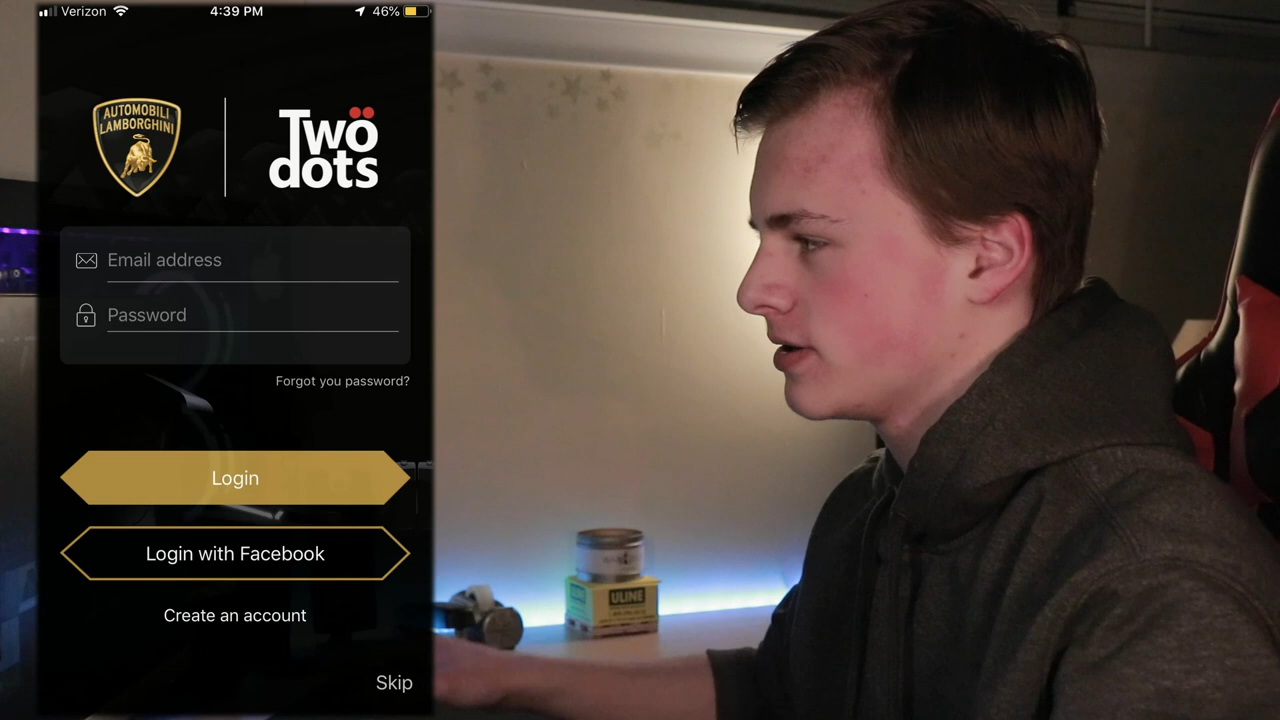 Verizon 4:39 PM 46%
AUTOMOBILI
LAMBORGHINI
Two
dots
Email address
Password
Forgot you password?
Login
Login with Facebook
Create an account
Skip
ULINE